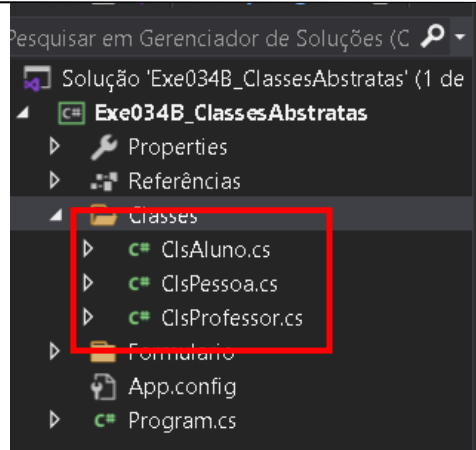 Pesquisar em Gerenciador de Soluções (C
Solução 'Exe034B_ClassesAbstratas' (1 de
C# Exe034B_ClassesAbstratas
Properties
Referências
Classes
C# ClsAluno.cs
C# ClsPessoa.cs
C# ClsProfessor.cs
Formulario
App.config
C# Program.cs